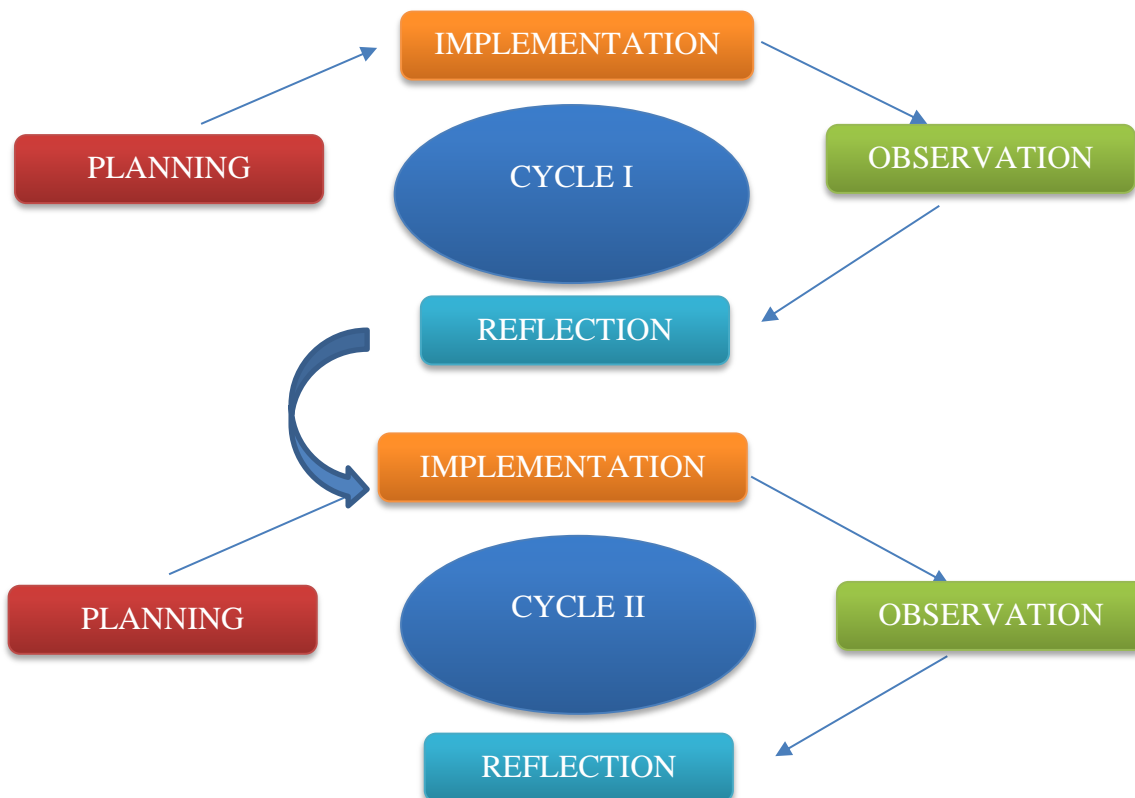 IMPLEMENTATION
PLANNING
CYCLE I
OBSERVATION
REFLECTION
IMPLEMENTATION
PLANNING
CYCLE II
OBSERVATION
REFLECTION